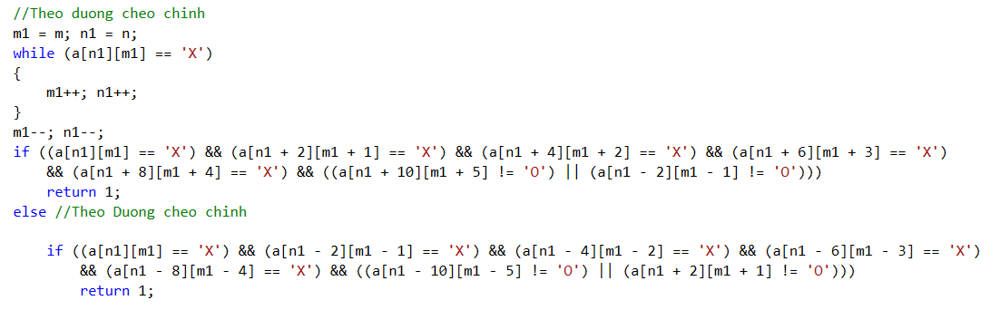 //Theo duong cheo chinh
m1 = m; n1 = n;
while (a[n1][m1] == 'X')
{
    m1++; n1++;
}
m1--; n1--;
if ((a[n1][m1] == 'X') && (a[n1 + 2][m1 + 1] == 'X') && (a[n1 + 4][m1 + 2] == 'X') && (a[n1 + 6][m1 + 3] == 'X')
    && (a[n1 + 8][m1 + 4] == 'X') && ((a[n1 + 10][m1 + 5] != 'O') || (a[n1 - 2][m1 - 1] != 'O')))
    return 1;
else //Theo Duong cheo chinh
    if ((a[n1][m1] == 'X') && (a[n1 - 2][m1 - 1] == 'X') && (a[n1 - 4][m1 - 2] == 'X') && (a[n1 - 6][m1 - 3] == 'X')
        && (a[n1 - 8][m1 - 4] == 'X') && ((a[n1 - 10][m1 - 5] != 'O') || (a[n1 + 2][m1 + 1] != 'O')))
        return 1;